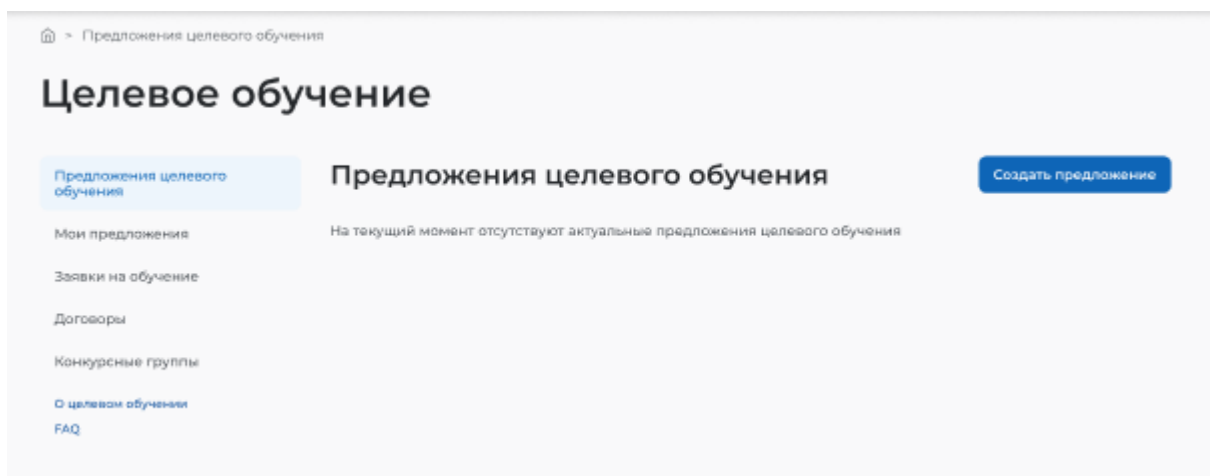 > Предложения целевого обучения
Целевое обучение
Предложения целевого
обучения
Мои предложения
Заявки на обучение
Договоры
Конкурсные группы
О целевом обучении
FAQ
Предложения целевого обучения
Создать предложение
На текущий момент отсутствуют актуальные предложения целевого обучения